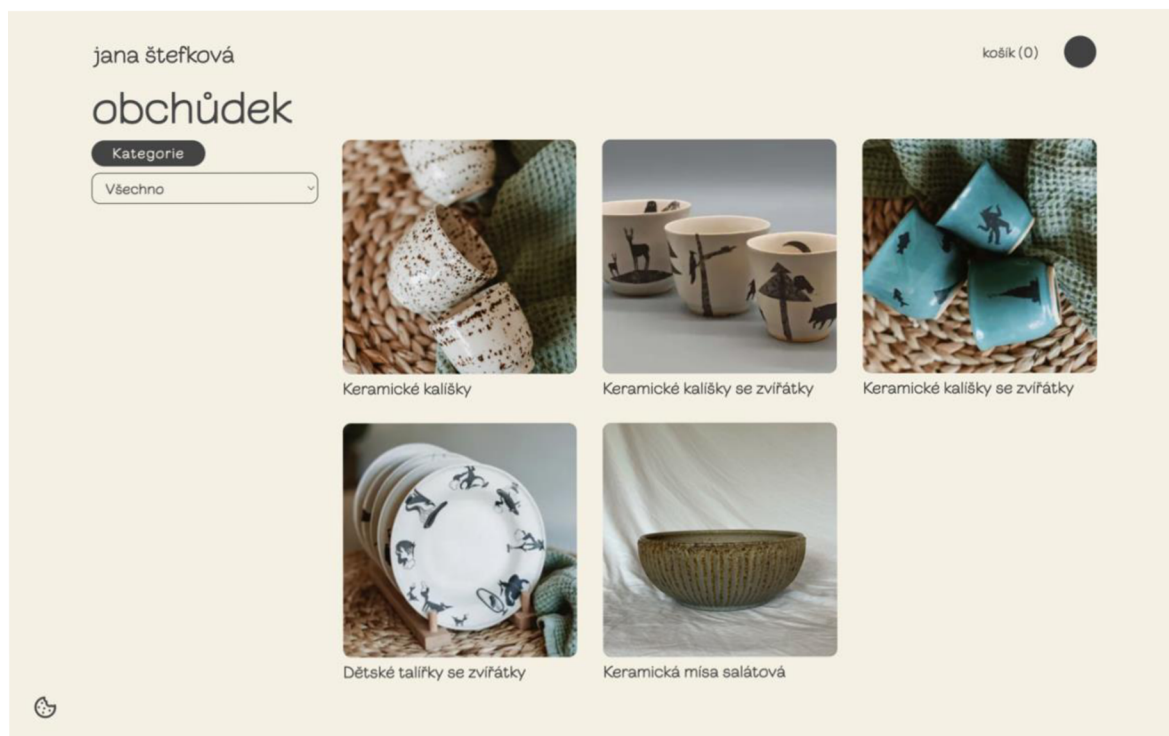 jana štefková
košík (0)
obchůdek
Kategorie
Všechno
Keramické kalíšky
Keramické kalíšky se zvířátky
Keramické kalíšky se zvířátky
Dětské talířky se zvířátky
Keramická mísa salátová